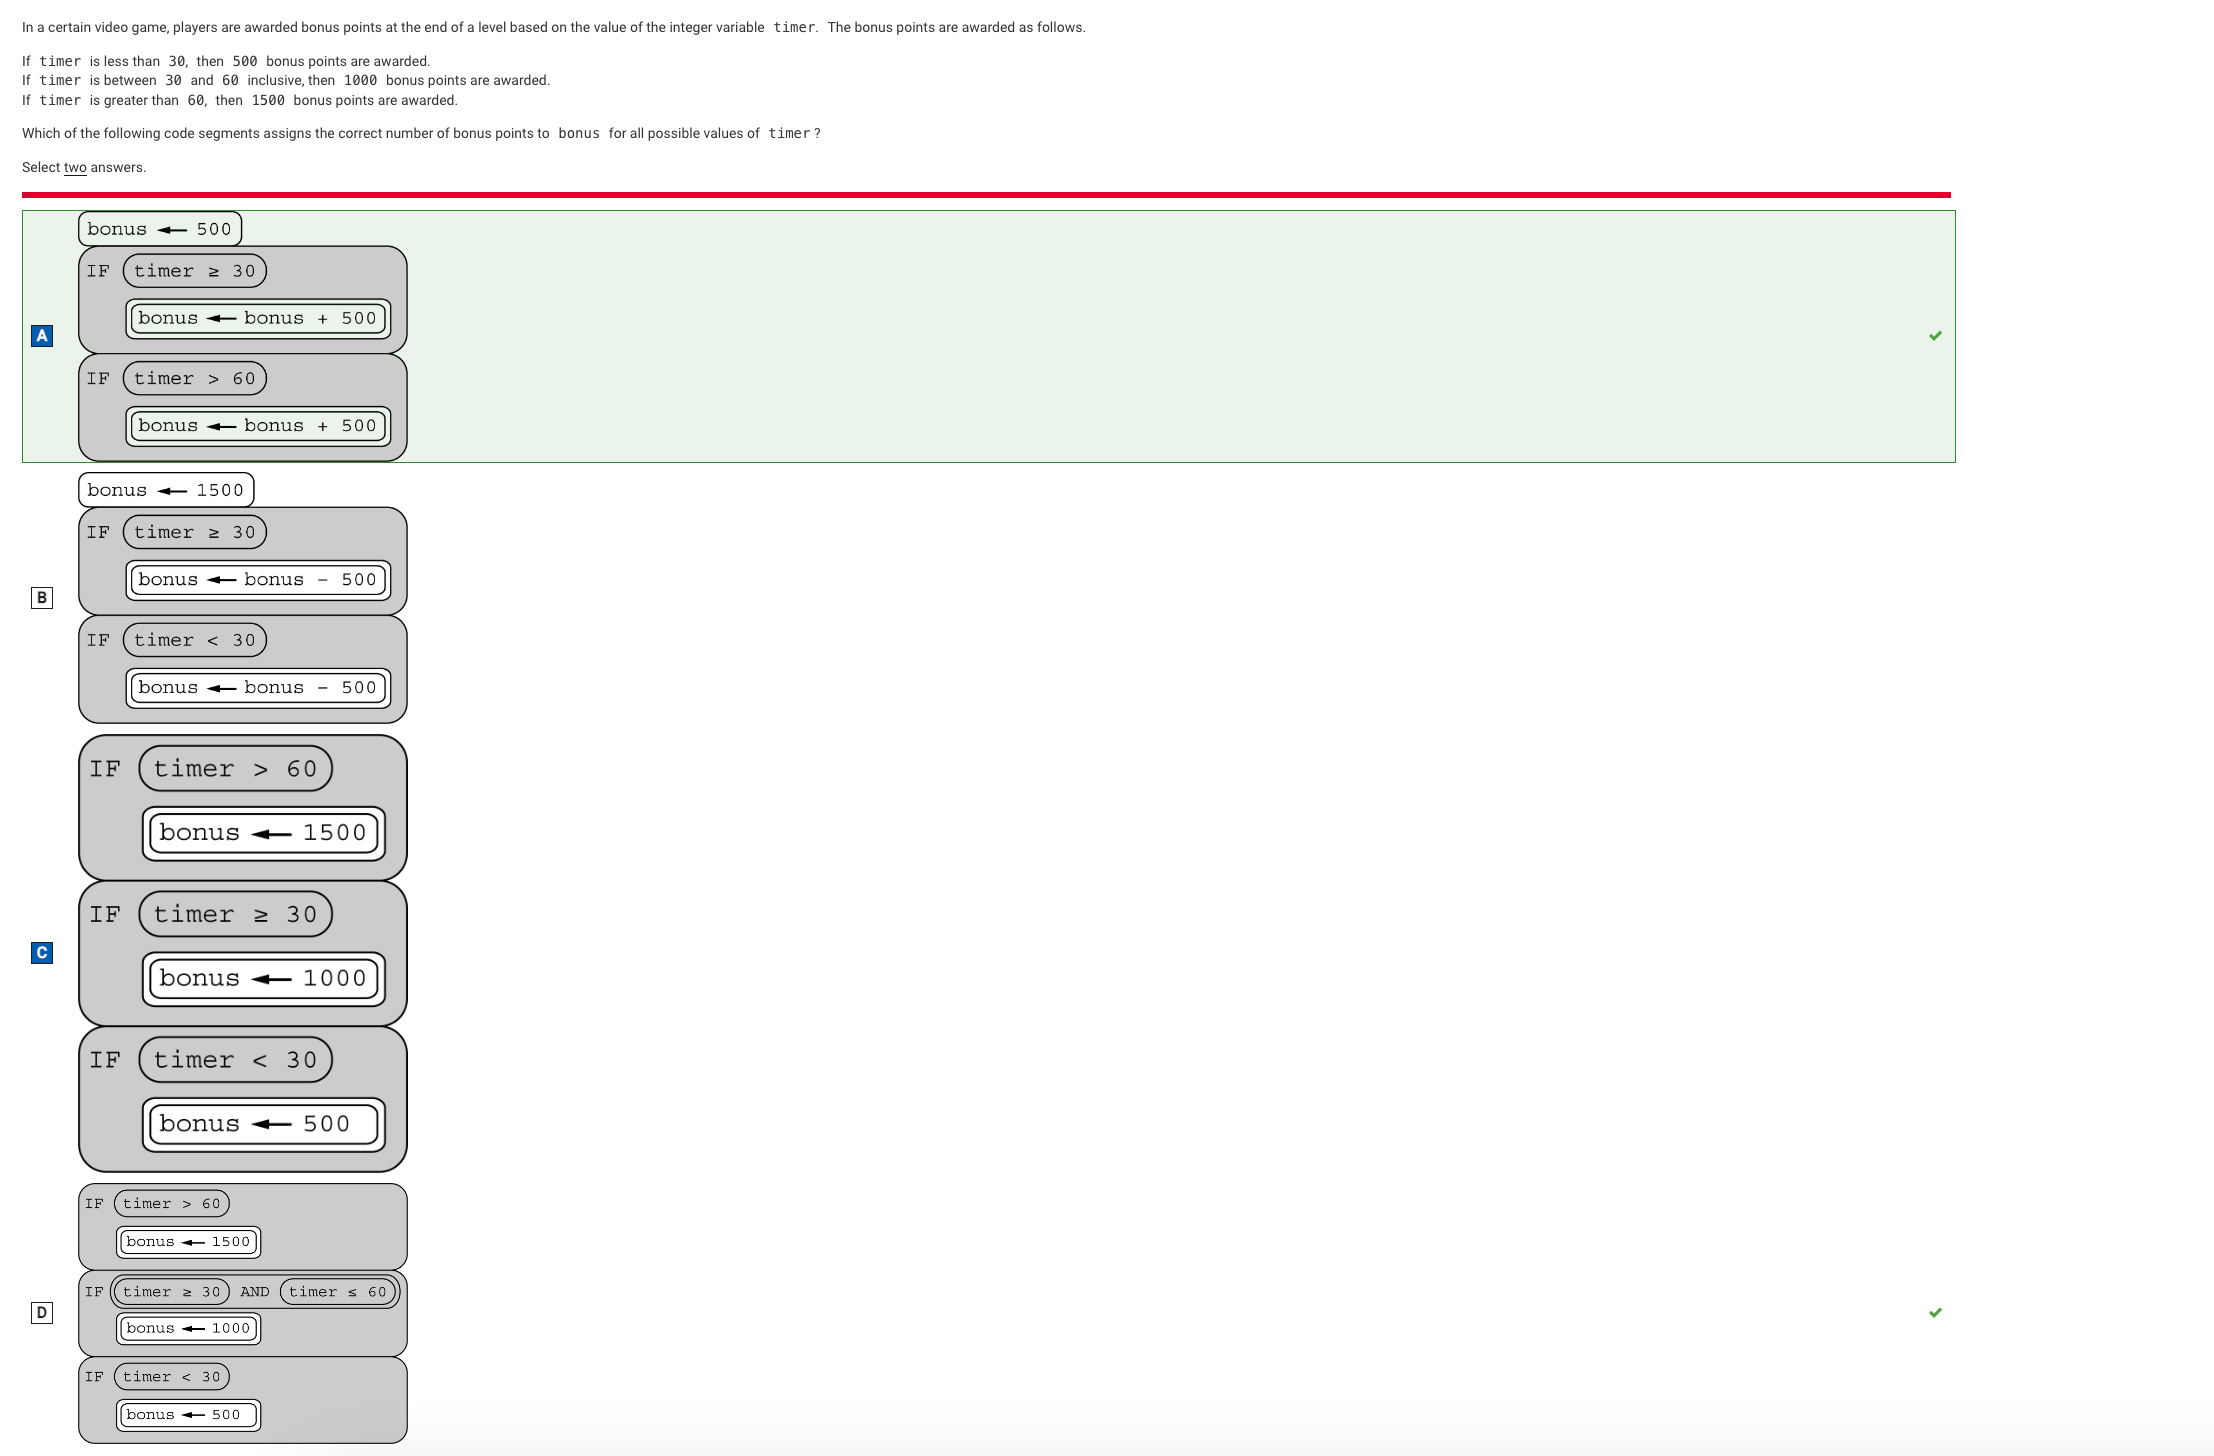 In a certain video game, players are awarded bonus points at the end of a level based on the value of the integer variable timer. The bonus points are awarded as follows.
If timer is less than 30, then 500 bonus points are awarded.
If timer is between 30 and 60 inclusive, then 1000 bonus points are awarded.
If timer is greater than 60, then 1500 bonus points are awarded.
Which of the following code segments assigns the correct number of bonus points to bonus for all possible values of timer ?
Select two answers.
A
bonus ← 500
IF timer ≥ 30
bonus ← bonus + 500
IF timer > 60
bonus ← bonus + 500
B
bonus ← 1500
IF timer ≥ 30
bonus ← bonus - 500
IF timer < 30
bonus ← bonus - 500
C
IF timer > 60
bonus ← 1500
IF timer ≥ 30
bonus ← 1000
IF timer < 30
bonus ← 500
D
IF timer > 60
bonus ← 1500
IF timer ≥ 30 AND timer ≤ 60
bonus ← 1000
IF timer < 30
bonus ← 500